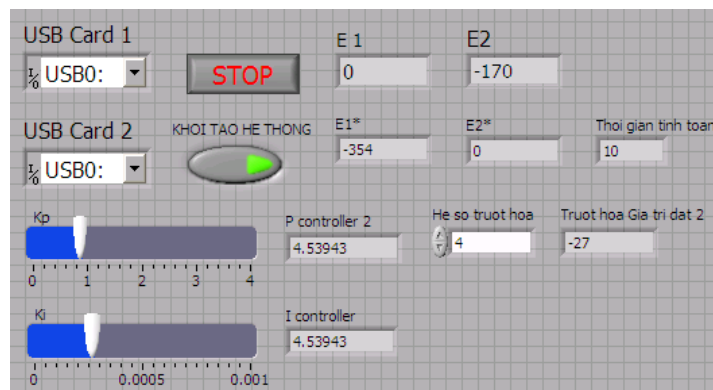 USB Card 1
E 1
E2
I/0 USB0:
STOP
0
-170
USB Card 2
KHOI TAO HE THONG
E1*
E2*
Thoi gian tinh toan
I/0 USB0:
-354
0
10
Kp
P controller 2
He so truot hoa
Truot hoa Gia tri dat 2
4.53943
4
-27
0 1 2 3 4
Ki
I controller
4.53943
0 0.0005 0.001